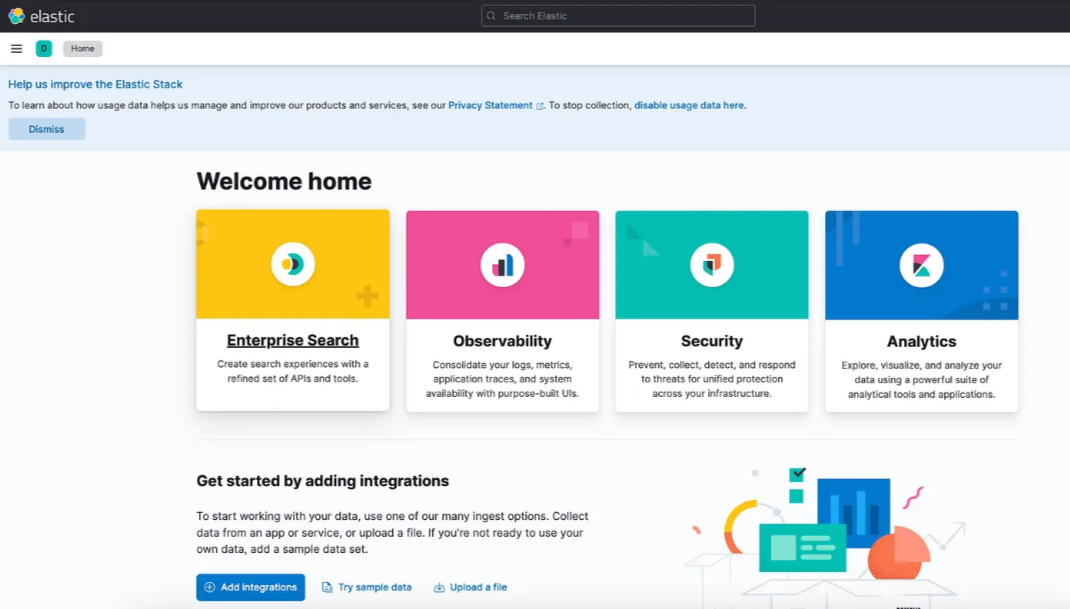 elastic
Search Elastic
D
Home
Help us improve the Elastic Stack
To learn about how usage data helps us manage and improve our products and services, see our Privacy Statement. To stop collection, disable usage data here.
Dismiss
Welcome home
Enterprise Search
Create search experiences with a
refined set of APIs and tools.
Observability
Consolidate your logs, metrics,
application traces, and system
availability with purpose-built UIs.
Security
Prevent, collect, detect, and respond
to threats for unified protection
across your infrastructure.
Analytics
Explore, visualize, and analyze your
data using a powerful suite of
analytical tools and applications.
Get started by adding integrations
To start working with your data, use one of our many ingest options. Collect
data from an app or service, or upload a file. If you're not ready to use your
own data, add a sample data set.
Add integrations
Try sample data
Upload a file